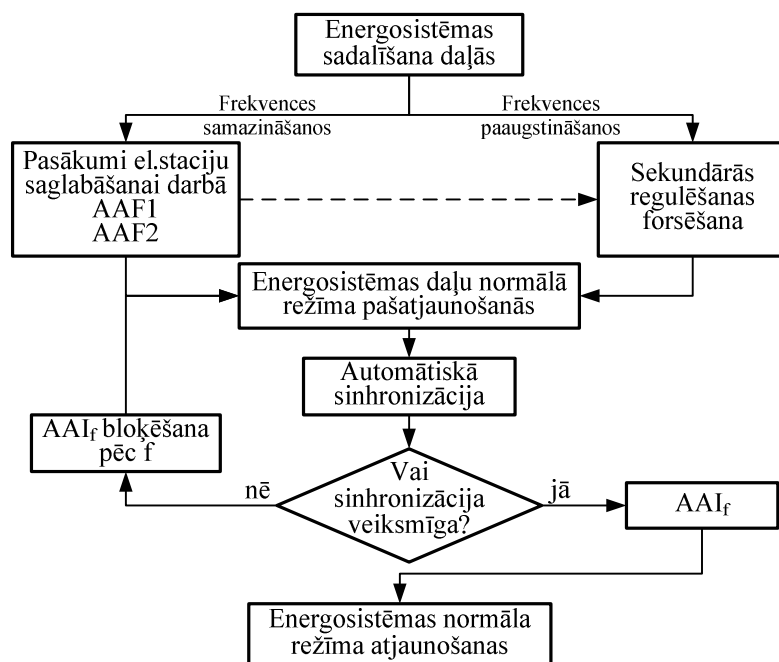 Energosistēmas
sadalīšana daļās
Frekvences
samazināšanos
Frekvences
paaugstināšanos
Pasākumi el.staciju
saglabāšanai darbā
AAF1
AAF2
Sekundārās
regulēšanas
forsēšana
Energosistēmas daļu normālā
režīma pašatjaunošanās
Automātiskā
sinhronizācija
AAIf bloķēšana
pēc f
nē
Vai
sinhronizācija
veiksmīga?
jā
AAIf
Energosistēmas normāla
režīma atjaunošanas